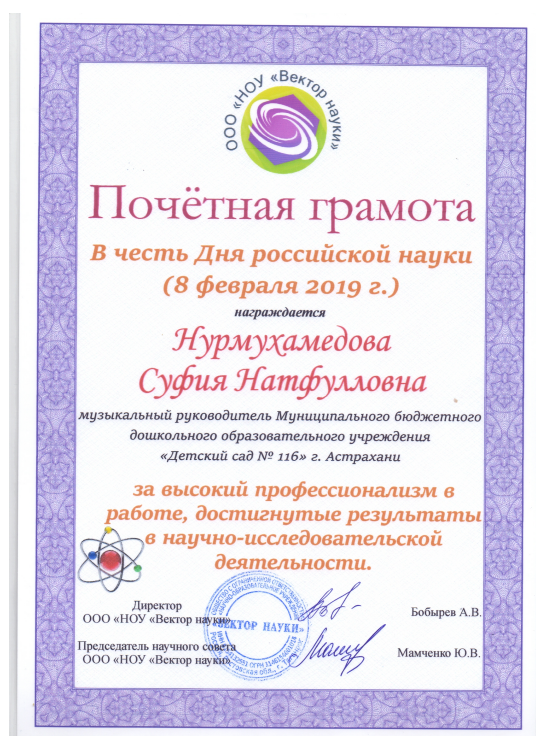 ООО «НОУ «Вектор науки»
Почётная грамота
В честь Дня российской науки
(8 февраля 2019 г.)
награждается
Нурмухамедова
Суфия Натфулловна
музыкальный руководитель Муниципального бюджетного
дошкольного образовательного учреждения
«Детский сад № 116» г. Астрахани
за высокий профессионализм в
работе, достигнутые результаты
в научно-исследовательской
деятельности.
Директор
ООО «НОУ «Вектор науки»
Бобырев А.В.
«ВЕКТОР НАУКИ»
Председатель научного совета
ООО «НОУ «Вектор науки»
Мамченко Ю.В.